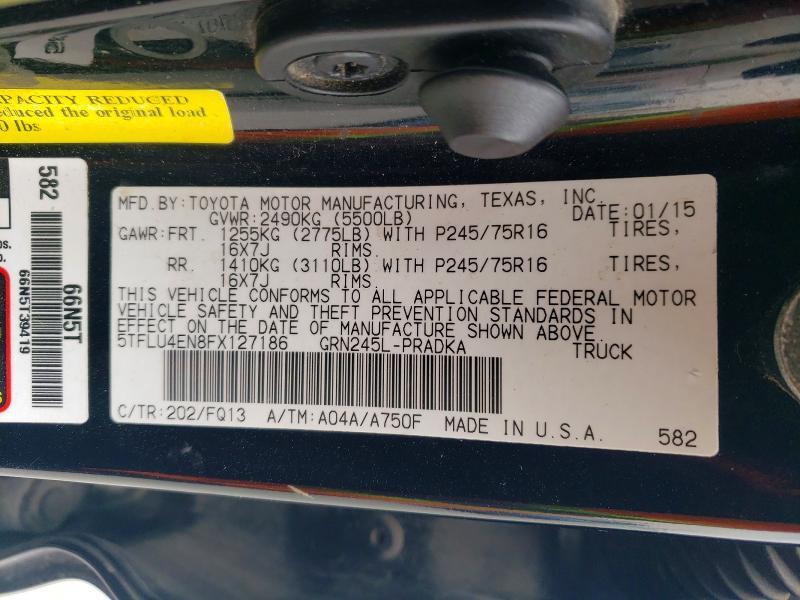 PACITY REDUCED
educed the original load
0 lbs
582
66N5T
66N5T39419
MFD.BY:TOYOTA MOTOR MANUFACTURING, TEXAS, INC.
GVWR:2490KG (5500LB) DATE:01/15
GAWR:FRT. 1255KG (2775LB) WITH P245/75R16 TIRES,
16X7J RIMS.
RR. 1410KG (3110LB) WITH P245/75R16 TIRES,
16X7J RIMS.
THIS VEHICLE CONFORMS TO ALL APPLICABLE FEDERAL MOTOR
VEHICLE SAFETY AND THEFT PREVENTION STANDARDS IN
EFFECT ON THE DATE OF MANUFACTURE SHOWN ABOVE.
5TFLU4EN8FX127186 GRN245L-PRADKA TRUCK
C/TR:202/FQ13 A/TM:A04A/A750F MADE IN U.S.A. 582